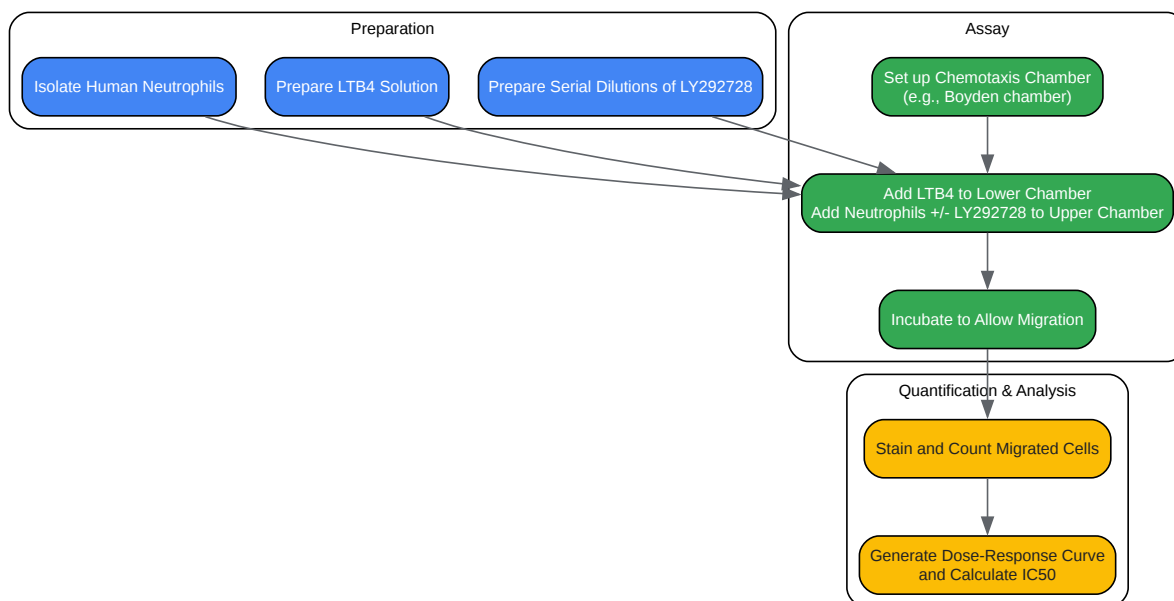 Preparation
Isolate Human Neutrophils
Prepare LTB4 Solution
Prepare Serial Dilutions of LY292728
Assay
Set up Chemotaxis Chamber
(e.g., Boyden chamber)
Add LTB4 to Lower Chamber
Add Neutrophils +/- LY292728 to Upper Chamber
Incubate to Allow Migration
Quantification & Analysis
Stain and Count Migrated Cells
Generate Dose-Response Curve
and Calculate IC50